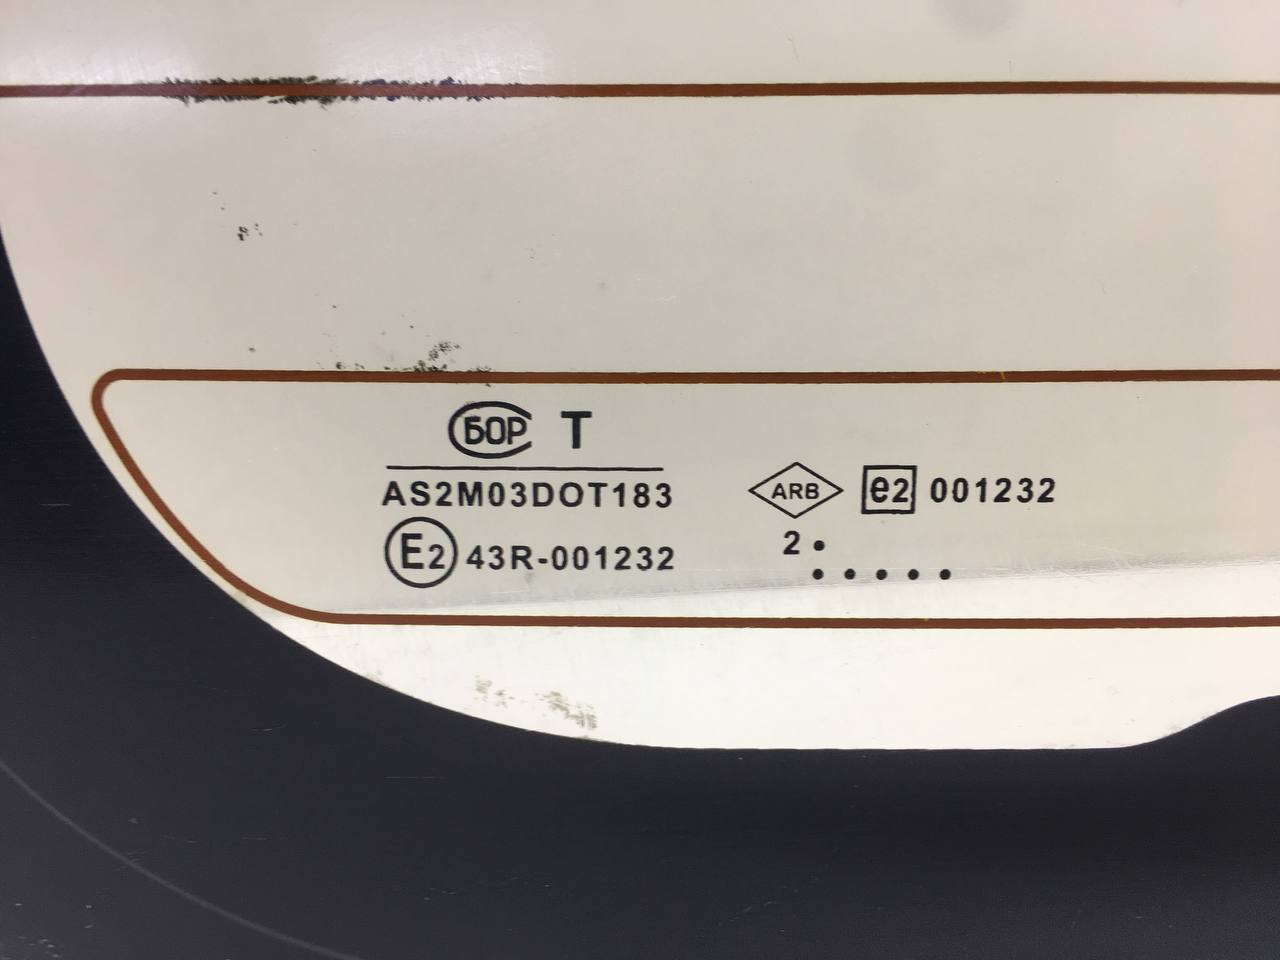 БОР T
AS2M03DOT183
E2 43R-001232
ARB e2 001232
2 •
• • • • •